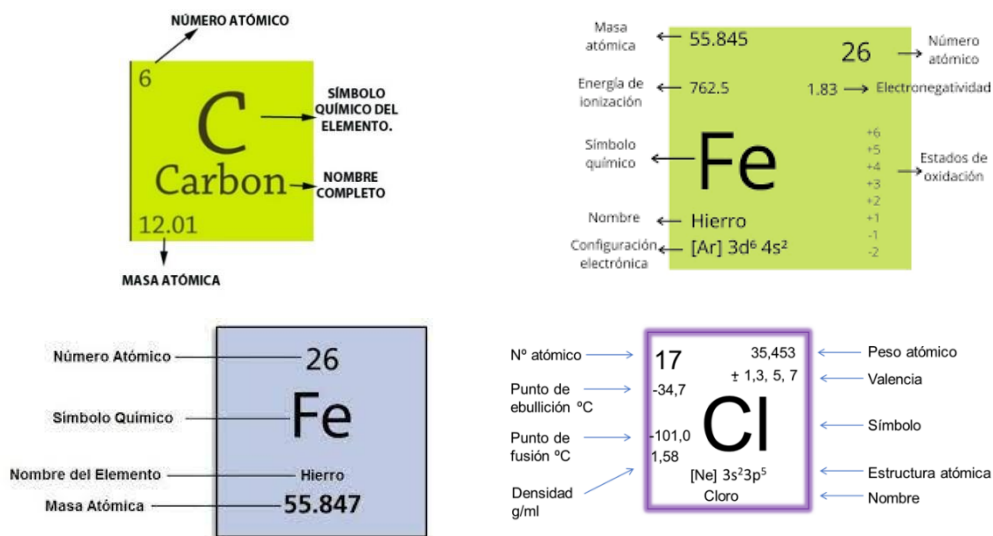 NÚMERO ATÓMICO
6
C
SÍMBOLO
QUÍMICO DEL
ELEMENTO.
Carbon
NOMBRE
COMPLETO
12.01
MASA ATÓMICA
Masa
atómica
55.845
26
Número
atómico
Energía de
ionización
762.5
1.83
Electronegatividad
Símbolo
químico
Fe
+6
+5
+4
+3
+2
+1
-1
-2
Estados de
oxidación
Nombre
Hierro
Configuración
electrónica
[Ar] 3d⁶ 4s²
Número Atómico
26
Símbolo Químico
Fe
Nombre del Elemento
Hierro
Masa Atómica
55.847
Nº atómico
17
35,453
Peso atómico
Punto de
ebullición ºC
-34,7
± 1,3, 5, 7
Valencia
Cl
Símbolo
Punto de
fusión ºC
-101,0
1,58
Densidad
g/ml
[Ne] 3s²3p⁵
Estructura atómica
Cloro
Nombre